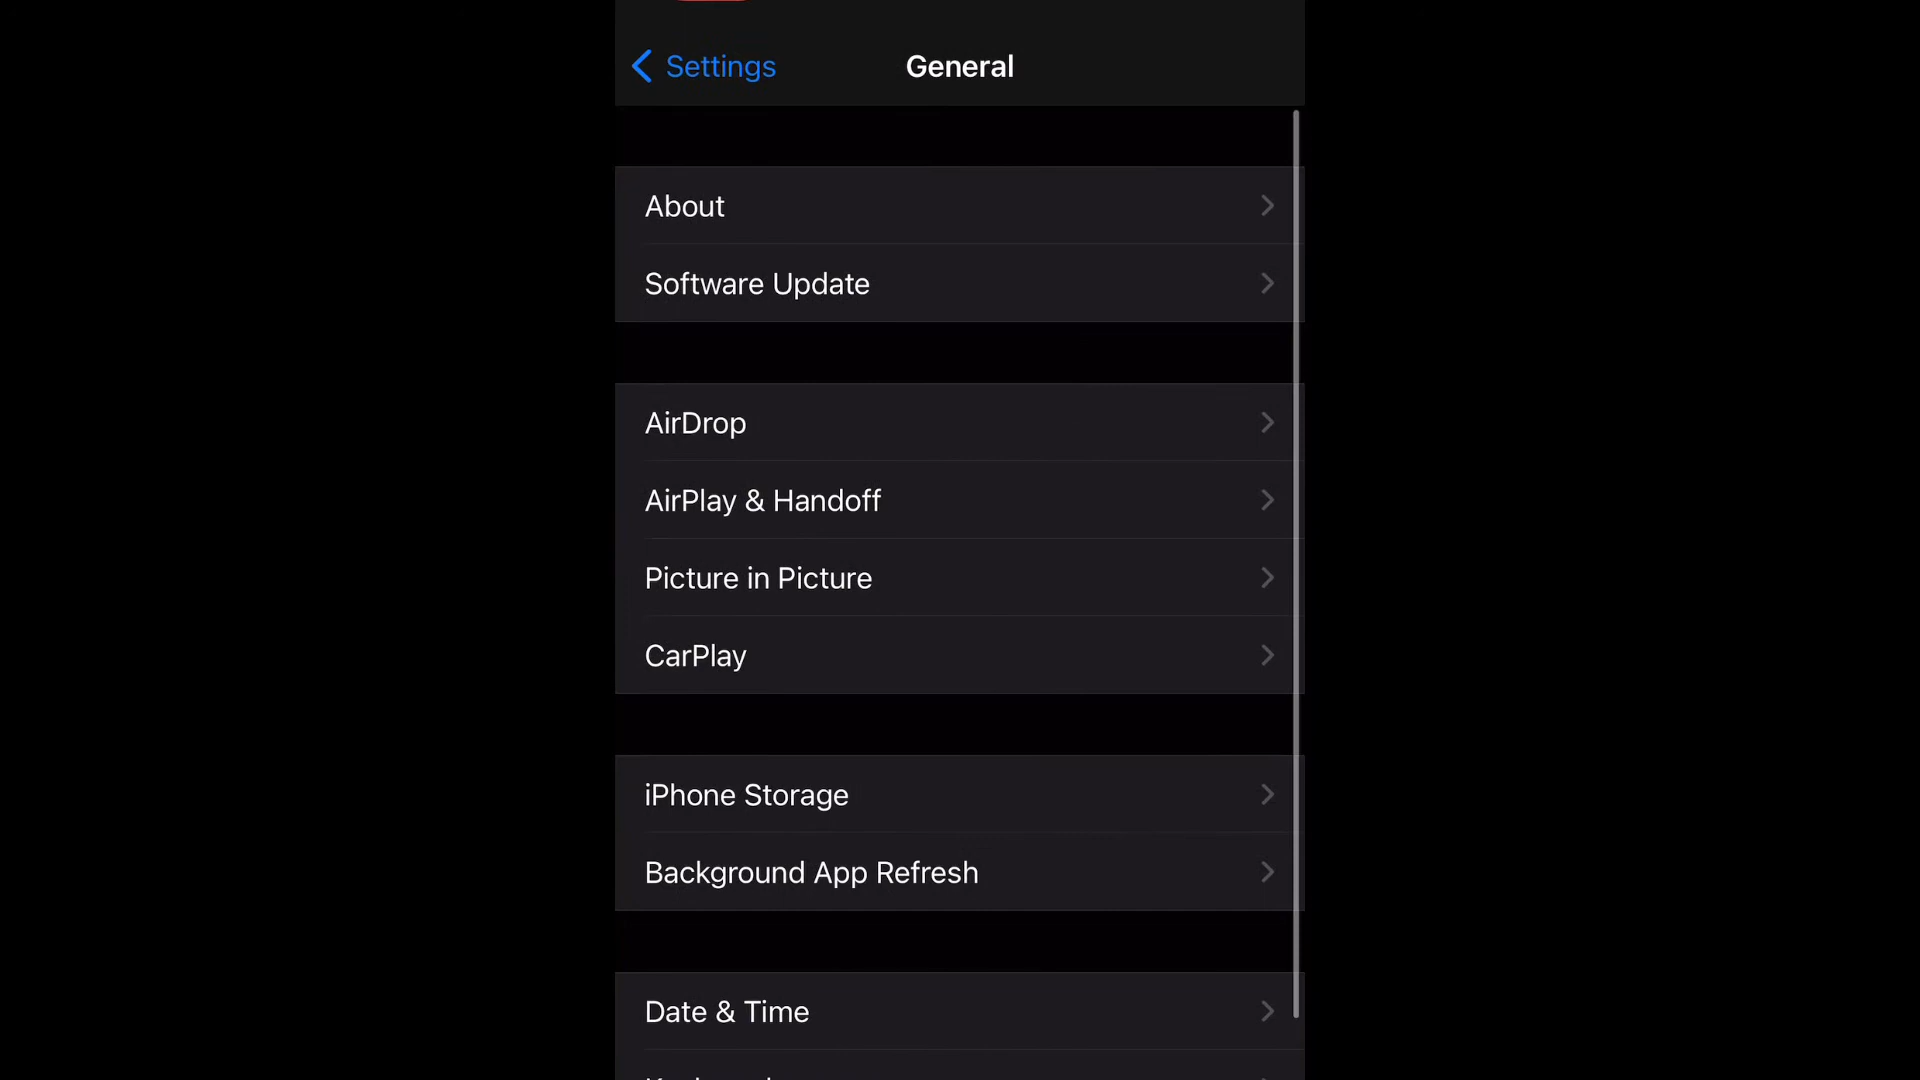 Settings
General
About
Software Update
AirDrop
AirPlay & Handoff
Picture in Picture
CarPlay
iPhone Storage
Background App Refresh
Date & Time